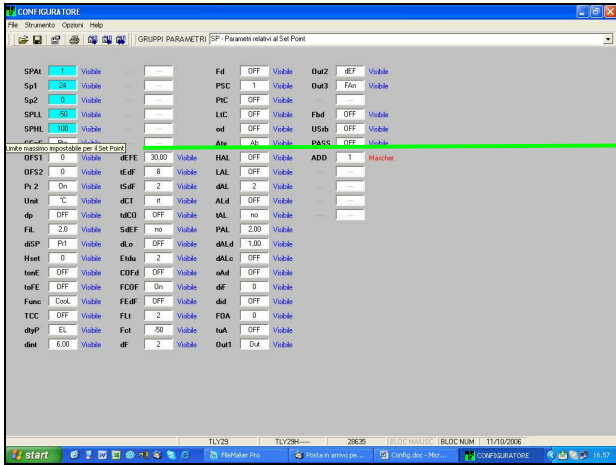 CONFIGURATORE
File Strumento Opzioni Help
GRUPPI PARAMETRI SP - Parametri relativi al Set Point
SPAt 1 Visibile --- --- Fd OFF Visibile Out2 dEF Visibile
Sp1 24 Visibile --- --- PSC 1 Visibile Out3 FAn Visibile
Sp2 0 Visibile --- --- PtC OFF Visibile --- ---
SPLL -50 Visibile --- --- LtC OFF Visibile Fbd OFF Visibile
SPHL 100 Visibile --- --- od OFF Visibile USrb OFF Visibile
--- Ab Visibile PASS OFF Visibile
Limite massimo impostabile per il Set Point
OFS1 0 Visibile dEFE 30,00 Visibile HAL OFF Visibile ADD 1 Mascher.
OFS2 0 Visibile tEdF 8 Visibile LAL OFF Visibile --- ---
Pr 2 On Visibile tSdF 2 Visibile dAL 2 Visibile --- ---
Unit °C Visibile dCT rt Visibile ALd OFF Visibile --- ---
dp OFF Visibile tdCO OFF Visibile tAL no Visibile --- ---
FiL 2,0 Visibile SdEF no Visibile PAL 2,00 Visibile
diSP Pr1 Visibile dLo OFF Visibile dALd 1,00 Visibile
Hset 0 Visibile Etdu 2 Visibile dALc OFF Visibile
tonE OFF Visibile COFd OFF Visibile oAd OFF Visibile
toFE OFF Visibile FCOF On Visibile diF 0 Visibile
Func CooL Visibile FEdF OFF Visibile did OFF Visibile
TCC OFF Visibile FLt 2 Visibile FOA 0 Visibile
dtyP EL Visibile Fct -50 Visibile tuA OFF Visibile
dint 6,00 Visibile dF 2 Visibile Out1 Out Visibile
TLY29 TLY29H----- 28635 BLOC MAIUSC BLOC NUM 11/10/2006
start FileMaker Pro Posta in arrivo pe... Config.doc - Micr... CONFIGURATORE 16.57